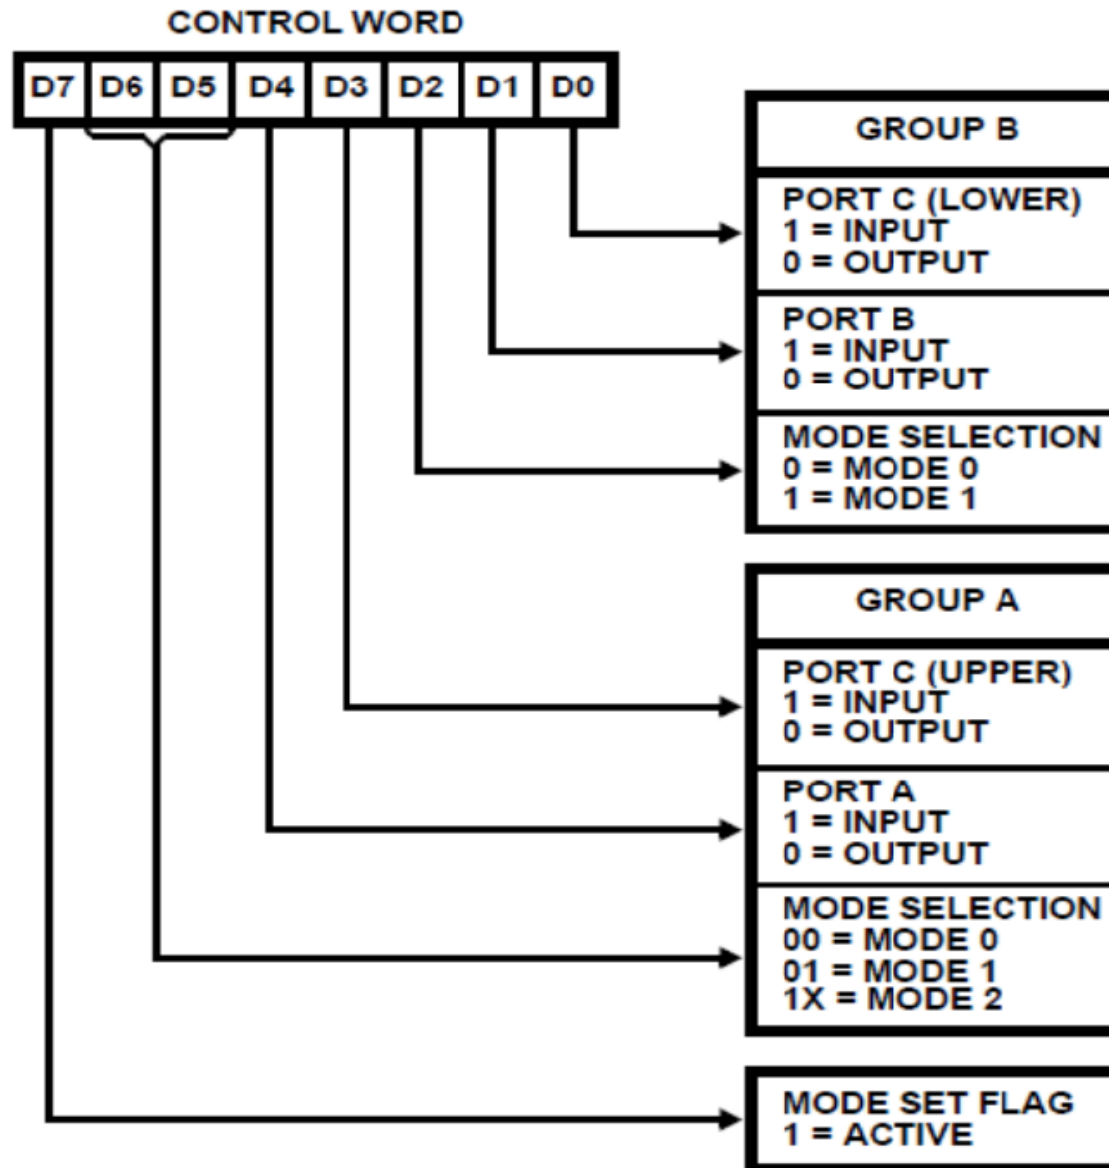 CONTROL WORD
D7 D6 D5 D4 D3 D2 D1 D0
GROUP B
PORT C (LOWER)
1 = INPUT
0 = OUTPUT
PORT B
1 = INPUT
0 = OUTPUT
MODE SELECTION
0 = MODE 0
1 = MODE 1
GROUP A
PORT C (UPPER)
1 = INPUT
0 = OUTPUT
PORT A
1 = INPUT
0 = OUTPUT
MODE SELECTION
00 = MODE 0
01 = MODE 1
1X = MODE 2
MODE SET FLAG
1 = ACTIVE